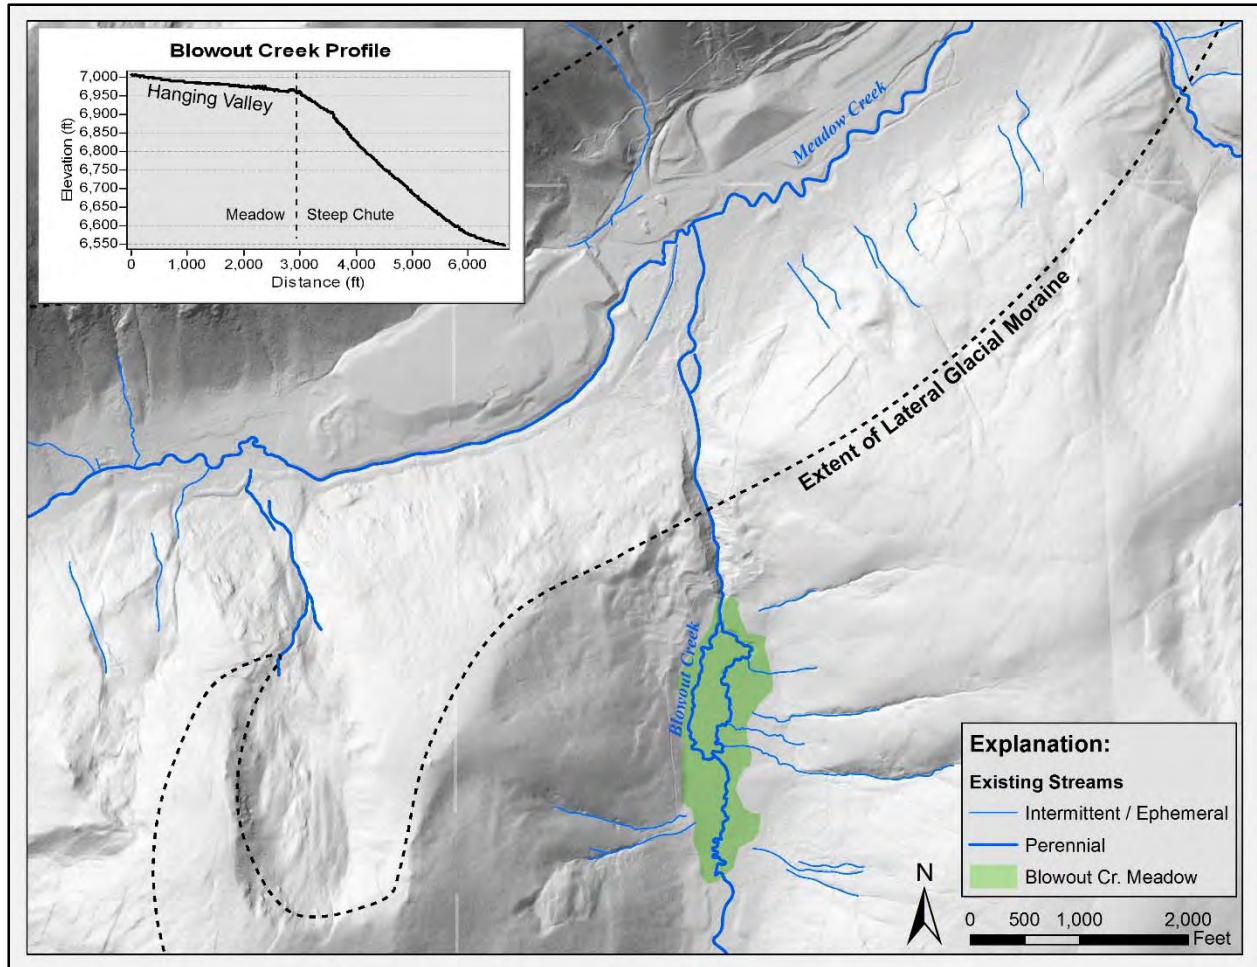 Blowout Creek Profile
7,000
6,950
6,900
6,850
6,800
6,750
6,700
6,650
6,600
6,550
Elevation (ft)
Hanging Valley
Meadow
Steep Chute
0
1,000
2,000
3,000
4,000
5,000
6,000
Distance (ft)
Meadow Creek
Extent of Lateral Glacial Moraine
Blowout Creek
Explanation:
Existing Streams
Intermittent / Ephemeral
Perennial
Blowout Cr. Meadow
N
0 500 1,000 2,000
Feet